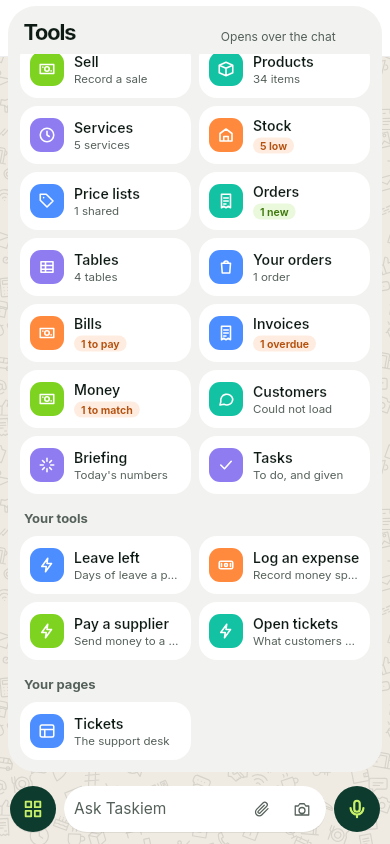 Tools
Opens over the chat
Sell
Record a sale
Products
34 items
Services
5 services
Stock
5 low
Price lists
1 shared
Orders
1 new
Tables
4 tables
Your orders
1 order
Bills
1 to pay
Invoices
1 overdue
Money
1 to match
Customers
Could not load
Briefing
Today's numbers
Tasks
To do, and given
Your tools
Leave left
Days of leave a p...
Log an expense
Record money sp...
Pay a supplier
Send money to a ...
Open tickets
What customers ...
Your pages
Tickets
The support desk
Ask Taskiem